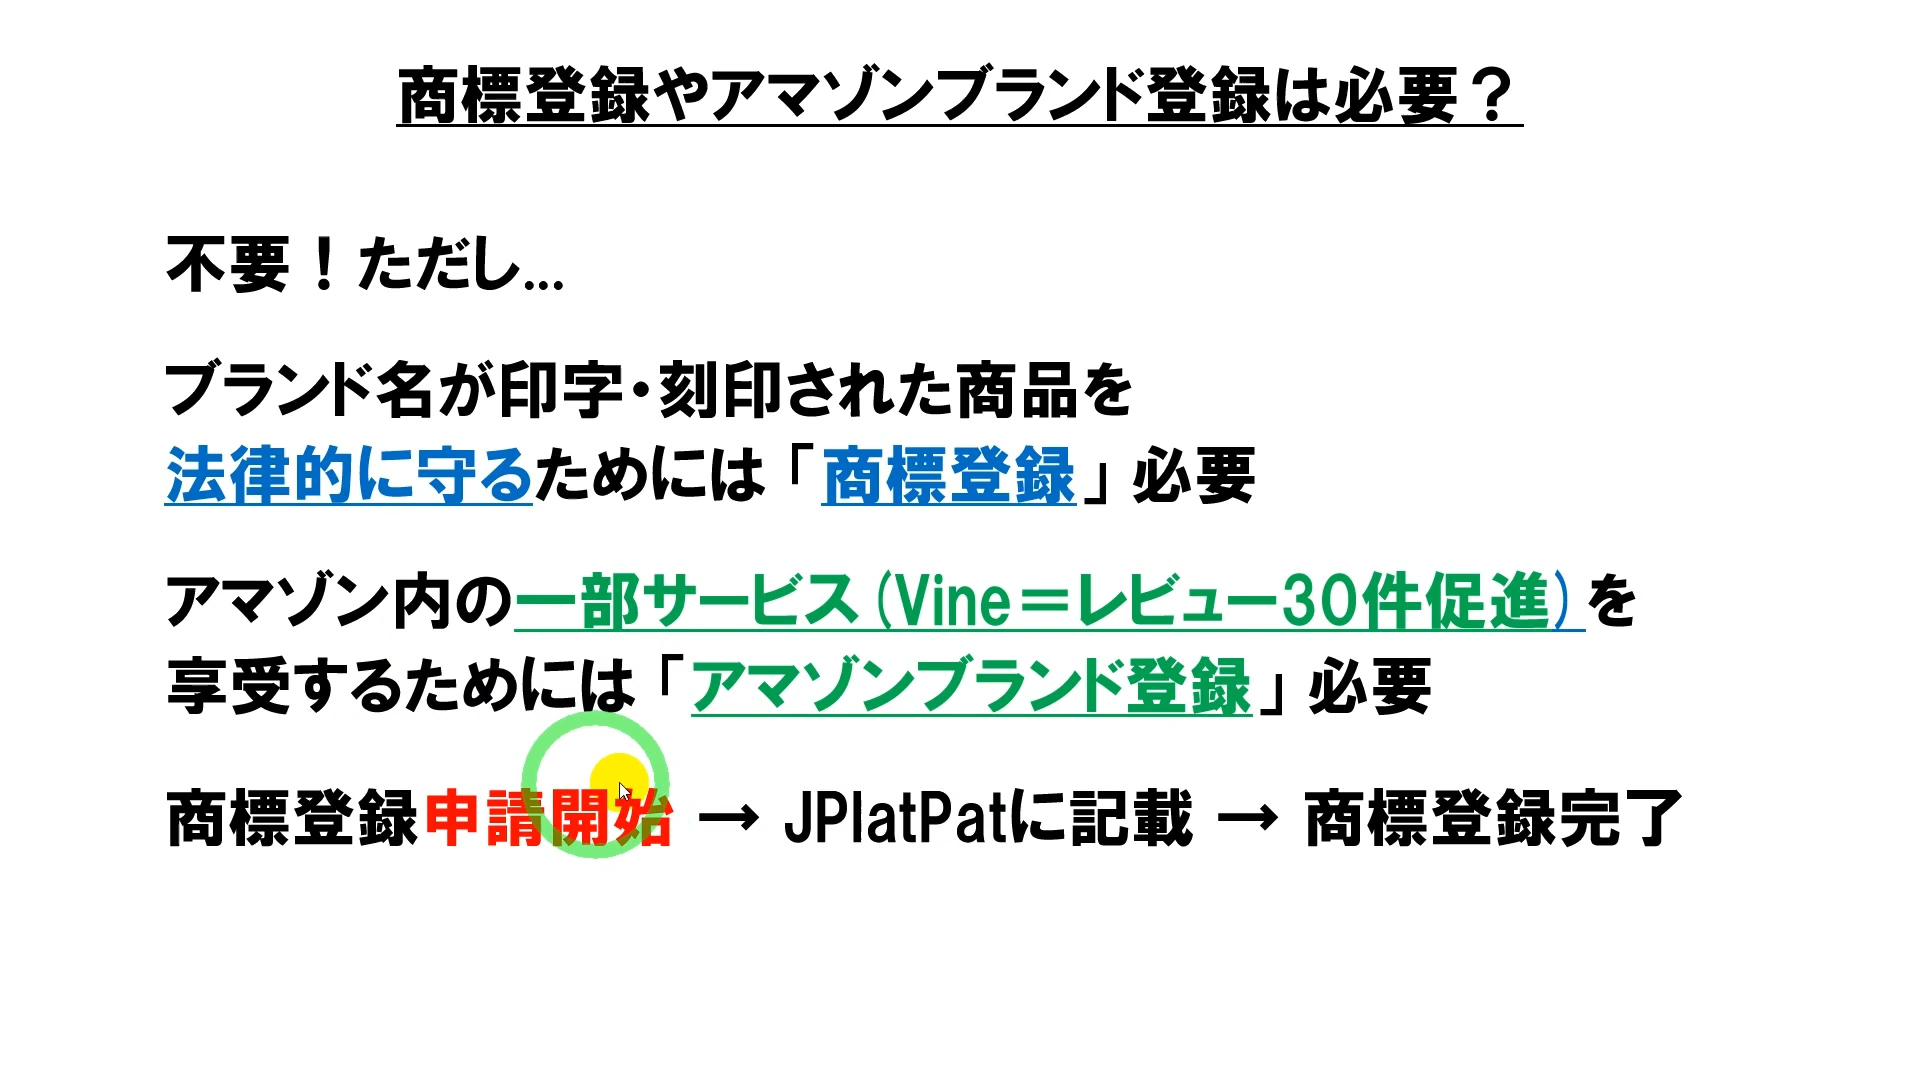 商標登録やアマゾンブランド登録は必要？
不要！ただし...
ブランド名が印字・刻印された商品を
法律的に守るためには「商標登録」必要
アマゾン内の一部サービス(Vine＝レビュー30件促進)を
享受するためには「アマゾンブランド登録」必要
商標登録申請開始 → JPlatPatに記載 → 商標登録完了